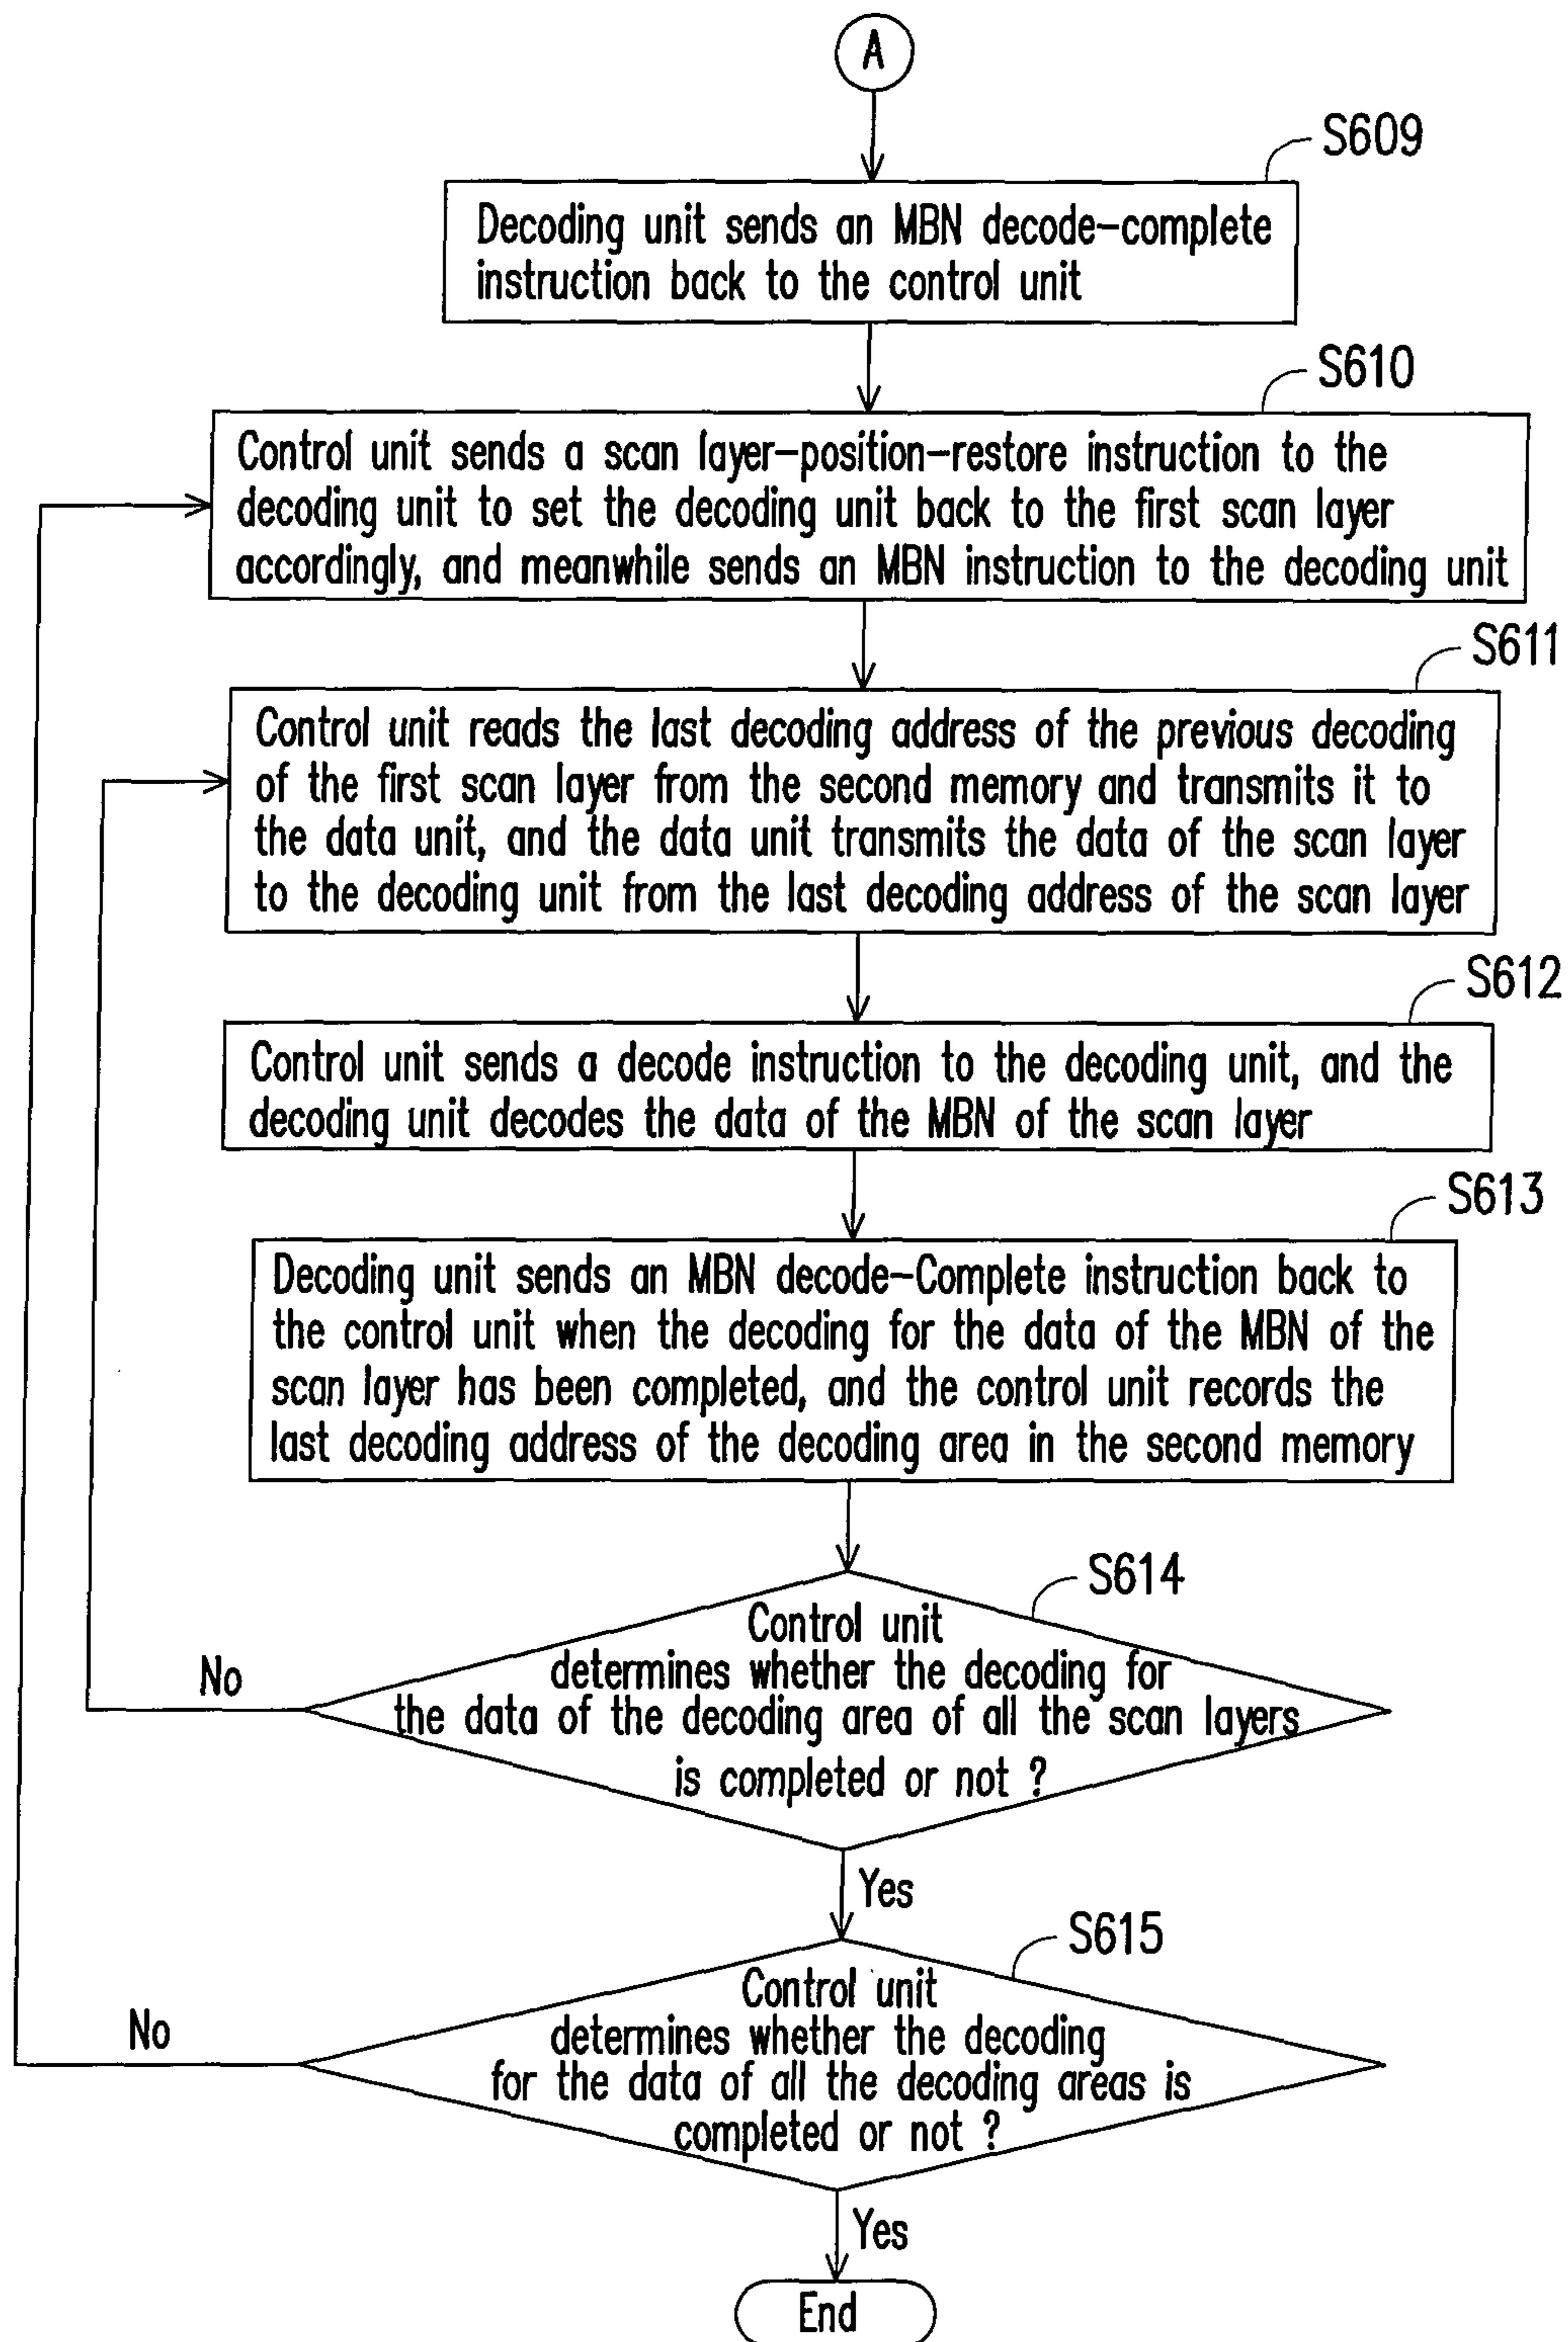 A
S609
Decoding unit sends an MBN decode-complete
instruction back to the control unit
S610
Control unit sends a scan layer-position-restore instruction to the
decoding unit to set the decoding unit back to the first scan layer
accordingly, and meanwhile sends an MBN instruction to the decoding unit
S611
Control unit reads the last decoding address of the previous decoding
of the first scan layer from the second memory and transmits it to
the data unit, and the data unit transmits the data of the scan layer
to the decoding unit from the last decoding address of the scan layer
S612
Control unit sends a decode instruction to the decoding unit, and the
decoding unit decodes the data of the MBN of the scan layer
S613
Decoding unit sends an MBN decode-Complete instruction back to
the control unit when the decoding for the data of the MBN of the
scan layer has been completed, and the control unit records the
last decoding address of the decoding area in the second memory
S614
Control unit
determines whether the decoding for
the data of the decoding area of all the scan layers
is completed or not ?
No
Yes
S615
Control unit
determines whether the decoding
for the data of all the decoding areas is
completed or not ?
No
Yes
End